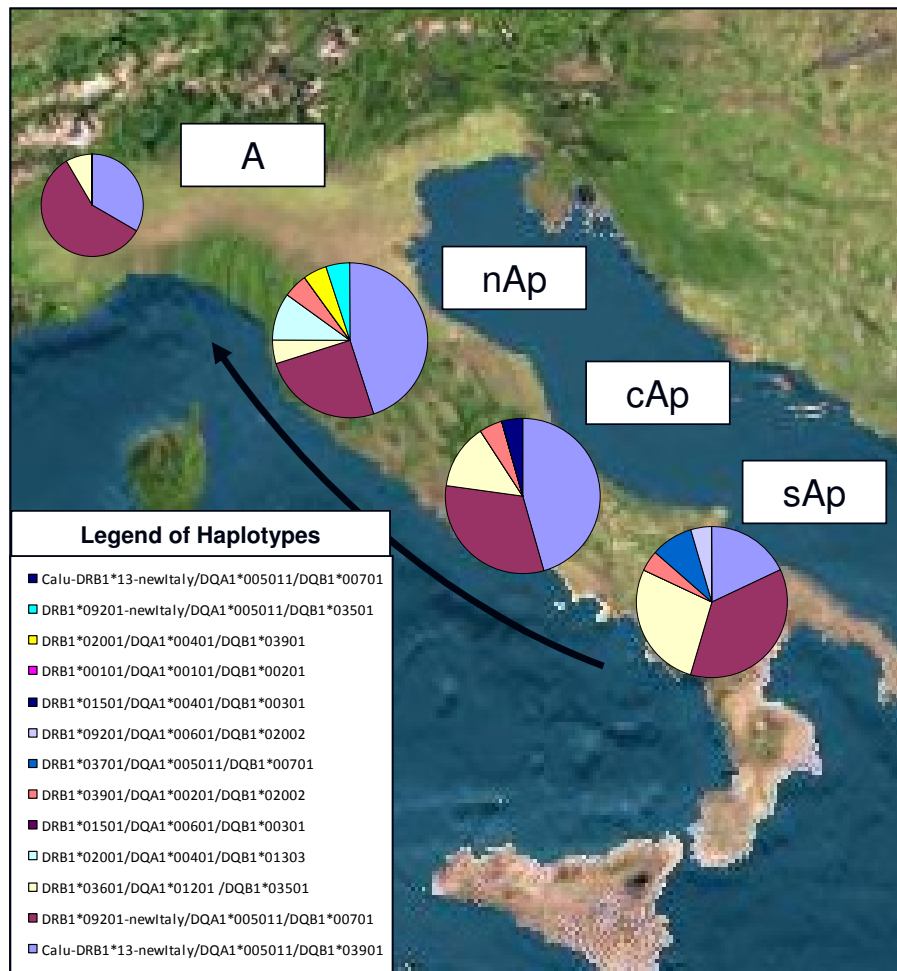 A
nAp
cAp
sAp
Legend of Haplotypes
Calu-DRB1*13-newItaly/DQA1*005011/DQB1*00701
DRB1*09201-newItaly/DQA1*005011/DQB1*03501
DRB1*02001/DQA1*00401/DQB1*03901
DRB1*00101/DQA1*00101/DQB1*00201
DRB1*01501/DQA1*00401/DQB1*00301
DRB1*09201/DQA1*00601/DQB1*02002
DRB1*03701/DQA1*005011/DQB1*00701
DRB1*03901/DQA1*00201/DQB1*02002
DRB1*01501/DQA1*00601/DQB1*00301
DRB1*02001/DQA1*00401/DQB1*01303
DRB1*03601/DQA1*01201 /DQB1*03501
DRB1*09201-newItaly/DQA1*005011/DQB1*00701
Calu-DRB1*13-newItaly/DQA1*005011/DQB1*03901